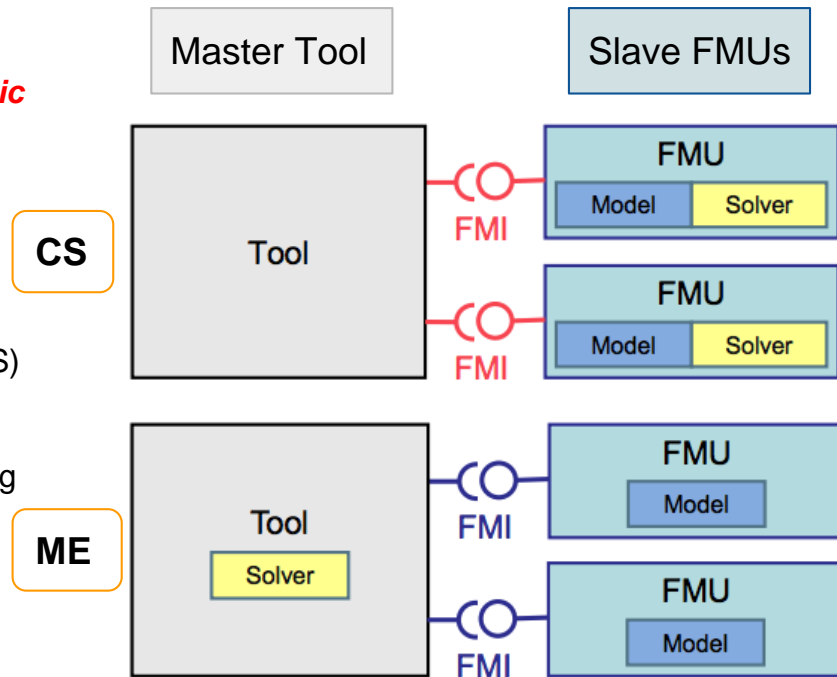 Master Tool
Slave FMUs
ic
CS
Tool
FMI
FMU
Model Solver
FMI
FMU
Model Solver
S)
g
ME
Tool
Solver
FMI
FMU
Model
FMI
FMU
Model